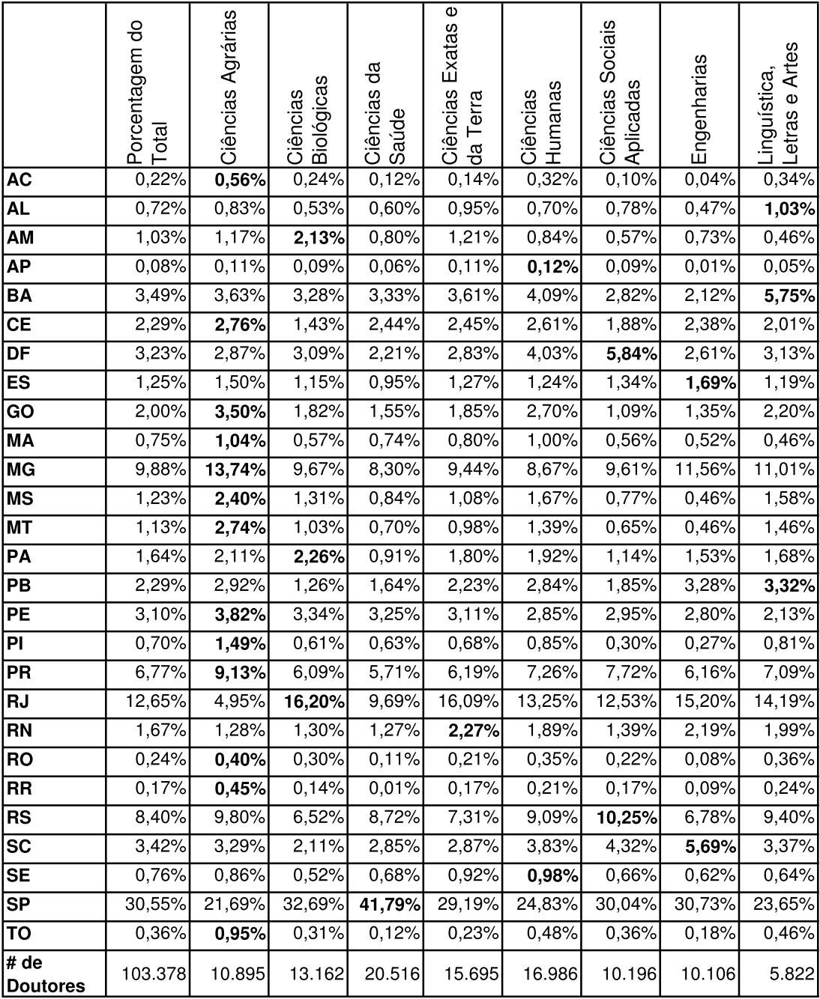 Porcentagem do Total Ciências Agrárias Ciências Biológicas Ciências da Saúde Ciências Exatas e da Terra Ciências Humanas Ciências Sociais Aplicadas Engenharias Linguística, Letras e Artes
AC 0,22% 0,56% 0,24% 0,12% 0,14% 0,32% 0,10% 0,04% 0,34%
AL 0,72% 0,83% 0,53% 0,60% 0,95% 0,70% 0,78% 0,47% 1,03%
AM 1,03% 1,17% 2,13% 0,80% 1,21% 0,84% 0,57% 0,73% 0,46%
AP 0,08% 0,11% 0,09% 0,06% 0,11% 0,12% 0,09% 0,01% 0,05%
BA 3,49% 3,63% 3,28% 3,33% 3,61% 4,09% 2,82% 2,12% 5,75%
CE 2,29% 2,76% 1,43% 2,44% 2,45% 2,61% 1,88% 2,38% 2,01%
DF 3,23% 2,87% 3,09% 2,21% 2,83% 4,03% 5,84% 2,61% 3,13%
ES 1,25% 1,50% 1,15% 0,95% 1,27% 1,24% 1,34% 1,69% 1,19%
GO 2,00% 3,50% 1,82% 1,55% 1,85% 2,70% 1,09% 1,35% 2,20%
MA 0,75% 1,04% 0,57% 0,74% 0,80% 1,00% 0,56% 0,52% 0,46%
MG 9,88% 13,74% 9,67% 8,30% 9,44% 8,67% 9,61% 11,56% 11,01%
MS 1,23% 2,40% 1,31% 0,84% 1,08% 1,67% 0,77% 0,46% 1,58%
MT 1,13% 2,74% 1,03% 0,70% 0,98% 1,39% 0,65% 0,46% 1,46%
PA 1,64% 2,11% 2,26% 0,91% 1,80% 1,92% 1,14% 1,53% 1,68%
PB 2,29% 2,92% 1,26% 1,64% 2,23% 2,84% 1,85% 3,28% 3,32%
PE 3,10% 3,82% 3,34% 3,25% 3,11% 2,85% 2,95% 2,80% 2,13%
PI 0,70% 1,49% 0,61% 0,63% 0,68% 0,85% 0,30% 0,27% 0,81%
PR 6,77% 9,13% 6,09% 5,71% 6,19% 7,26% 7,72% 6,16% 7,09%
RJ 12,65% 4,95% 16,20% 9,69% 16,09% 13,25% 12,53% 15,20% 14,19%
RN 1,67% 1,28% 1,30% 1,27% 2,27% 1,89% 1,39% 2,19% 1,99%
RO 0,24% 0,40% 0,30% 0,11% 0,21% 0,35% 0,22% 0,08% 0,36%
RR 0,17% 0,45% 0,14% 0,01% 0,17% 0,21% 0,17% 0,09% 0,24%
RS 8,40% 9,80% 6,52% 8,72% 7,31% 9,09% 10,25% 6,78% 9,40%
SC 3,42% 3,29% 2,11% 2,85% 2,87% 3,83% 4,32% 5,69% 3,37%
SE 0,76% 0,86% 0,52% 0,68% 0,92% 0,98% 0,66% 0,62% 0,64%
SP 30,55% 21,69% 32,69% 41,79% 29,19% 24,83% 30,04% 30,73% 23,65%
TO 0,36% 0,95% 0,31% 0,12% 0,23% 0,48% 0,36% 0,18% 0,46%
# de Doutores 103.378 10.895 13.162 20.516 15.695 16.986 10.196 10.106 5.822